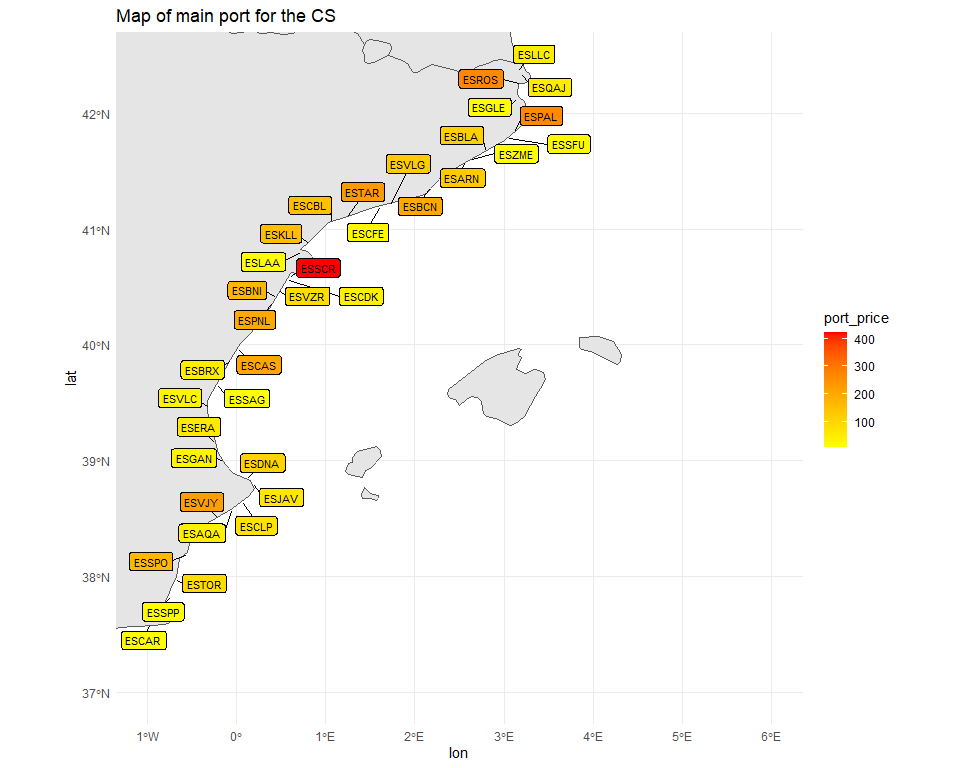 Map of main port for the CS
ESLLC
ESROS
ESQAJ
ESGLE
ESPAL
42°N
ESBLA
ESSFU
ESZME
ESVLG
ESARN
ESTAR
ESCBL
ESBCN
41°N
ESKLL
ESCFE
ESLAA
ESSCR
ESBNI
ESVZR
ESCDK
ESPNL
port_price
400
300
200
100
40°N
ESCAS
ESBRX
lat
ESVLC
ESSAG
ESERA
39°N
ESGAN
ESDNA
ESJAV
ESVJY
ESCLP
ESAQA
38°N
ESSPO
ESTOR
ESSPP
ESCAR
37°N
1°W
0°
1°E
2°E
3°E
4°E
5°E
6°E
lon